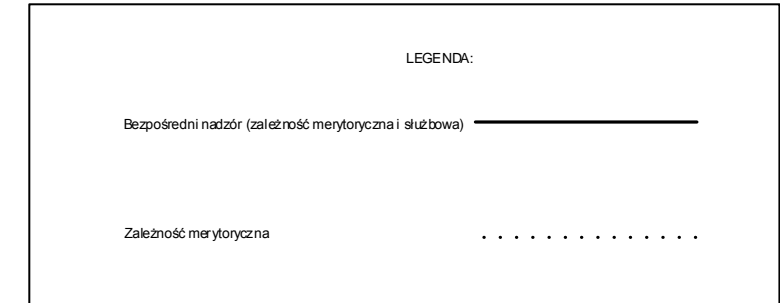 LEGENDA:
Bezpośredni nadzór (zależność merytoryczna i służbowa)
Zależność merytoryczna